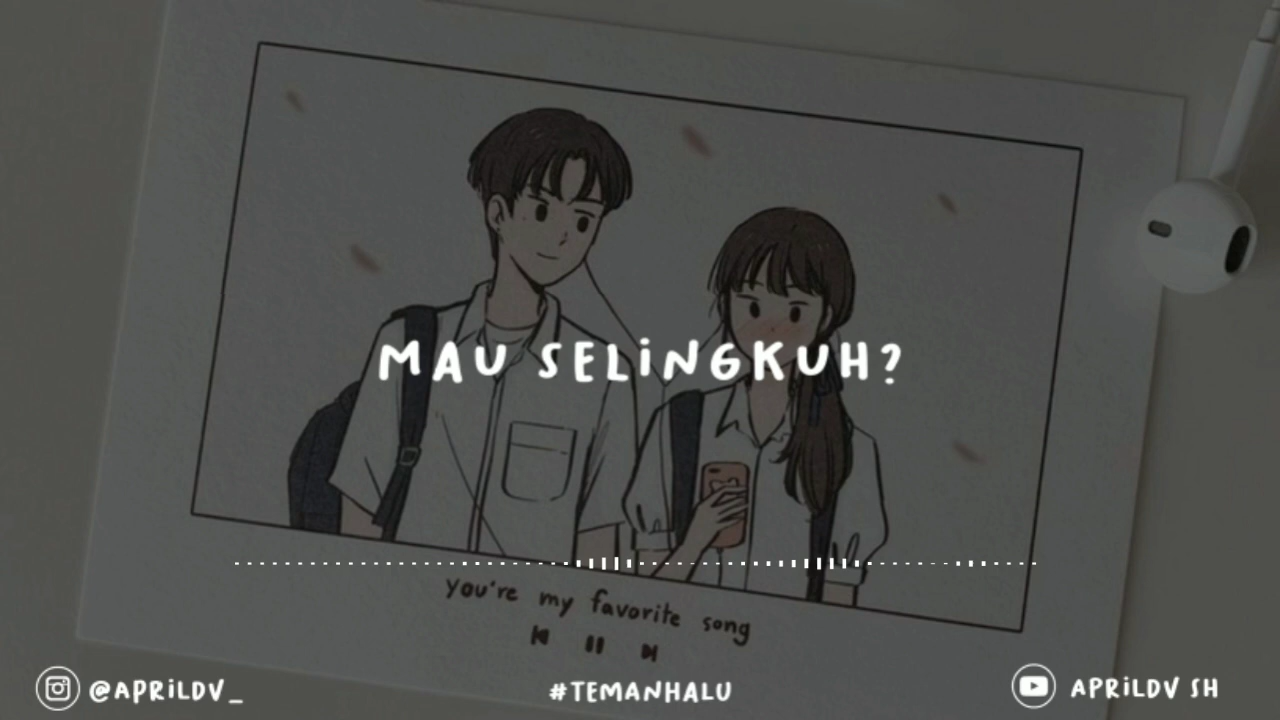 MAU SELINGKUH?
you're my favorite song
@APRILDV_
#TEMANHALU
APRILDV SH